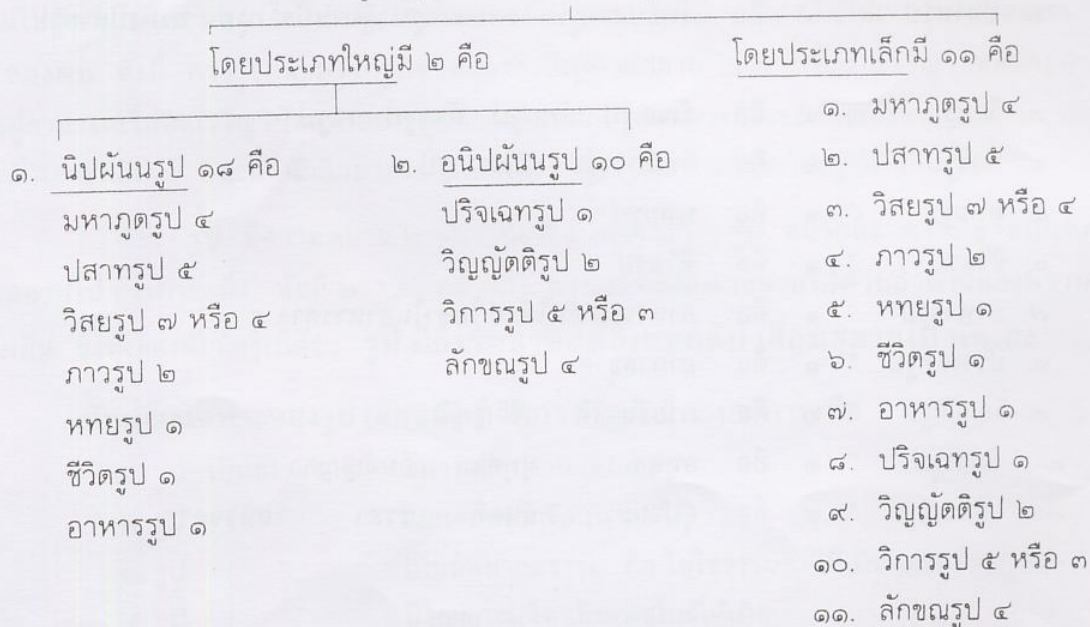 โดยประเภทใหญ่มี ๒ คือ
๑. นิปผันนรูป ๑๘ คือ
มหาภูตรูป ๔
ปสาทรูป ๕
วิสยรูป ๗ หรือ ๔
ภาวรูป ๒
หทยรูป ๑
ชีวิตรูป ๑
อาหารรูป ๑
๒. อนิปผันนรูป ๑๐ คือ
ปริจเฉทรูป ๑
วิญญัตติรูป ๒
วิการรูป ๕ หรือ ๓
ลักขณรูป ๔
โดยประเภทเล็กมี ๑๑ คือ
๑. มหาภูตรูป ๔
๒. ปสาทรูป ๕
๓. วิสยรูป ๗ หรือ ๔
๔. ภาวรูป ๒
๕. หทยรูป ๑
๖. ชีวิตรูป ๑
๗. อาหารรูป ๑
๘. ปริจเฉทรูป ๑
๙. วิญญัตติรูป ๒
๑๐. วิการรูป ๕ หรือ ๓
๑๑. ลักขณรูป ๔